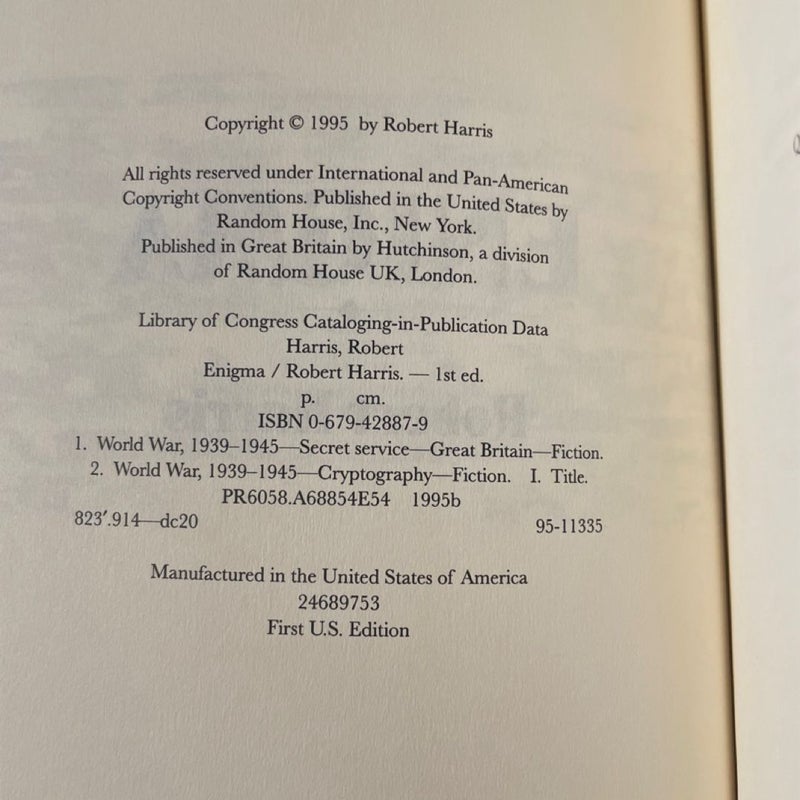 Copyright © 1995 by Robert Harris
All rights reserved under International and Pan-American
Copyright Conventions. Published in the United States by
Random House, Inc., New York.
Published in Great Britain by Hutchinson, a division
of Random House UK, London.
Library of Congress Cataloging-in-Publication Data
Harris, Robert
Enigma / Robert Harris. — 1st ed.
p. cm.
ISBN 0-679-42887-9
1. World War, 1939–1945—Secret service—Great Britain—Fiction.
2. World War, 1939–1945—Cryptography—Fiction. I. Title.
PR6058.A68854E54 1995b
823′.914—dc20 95-11335
Manufactured in the United States of America
24689753
First U.S. Edition